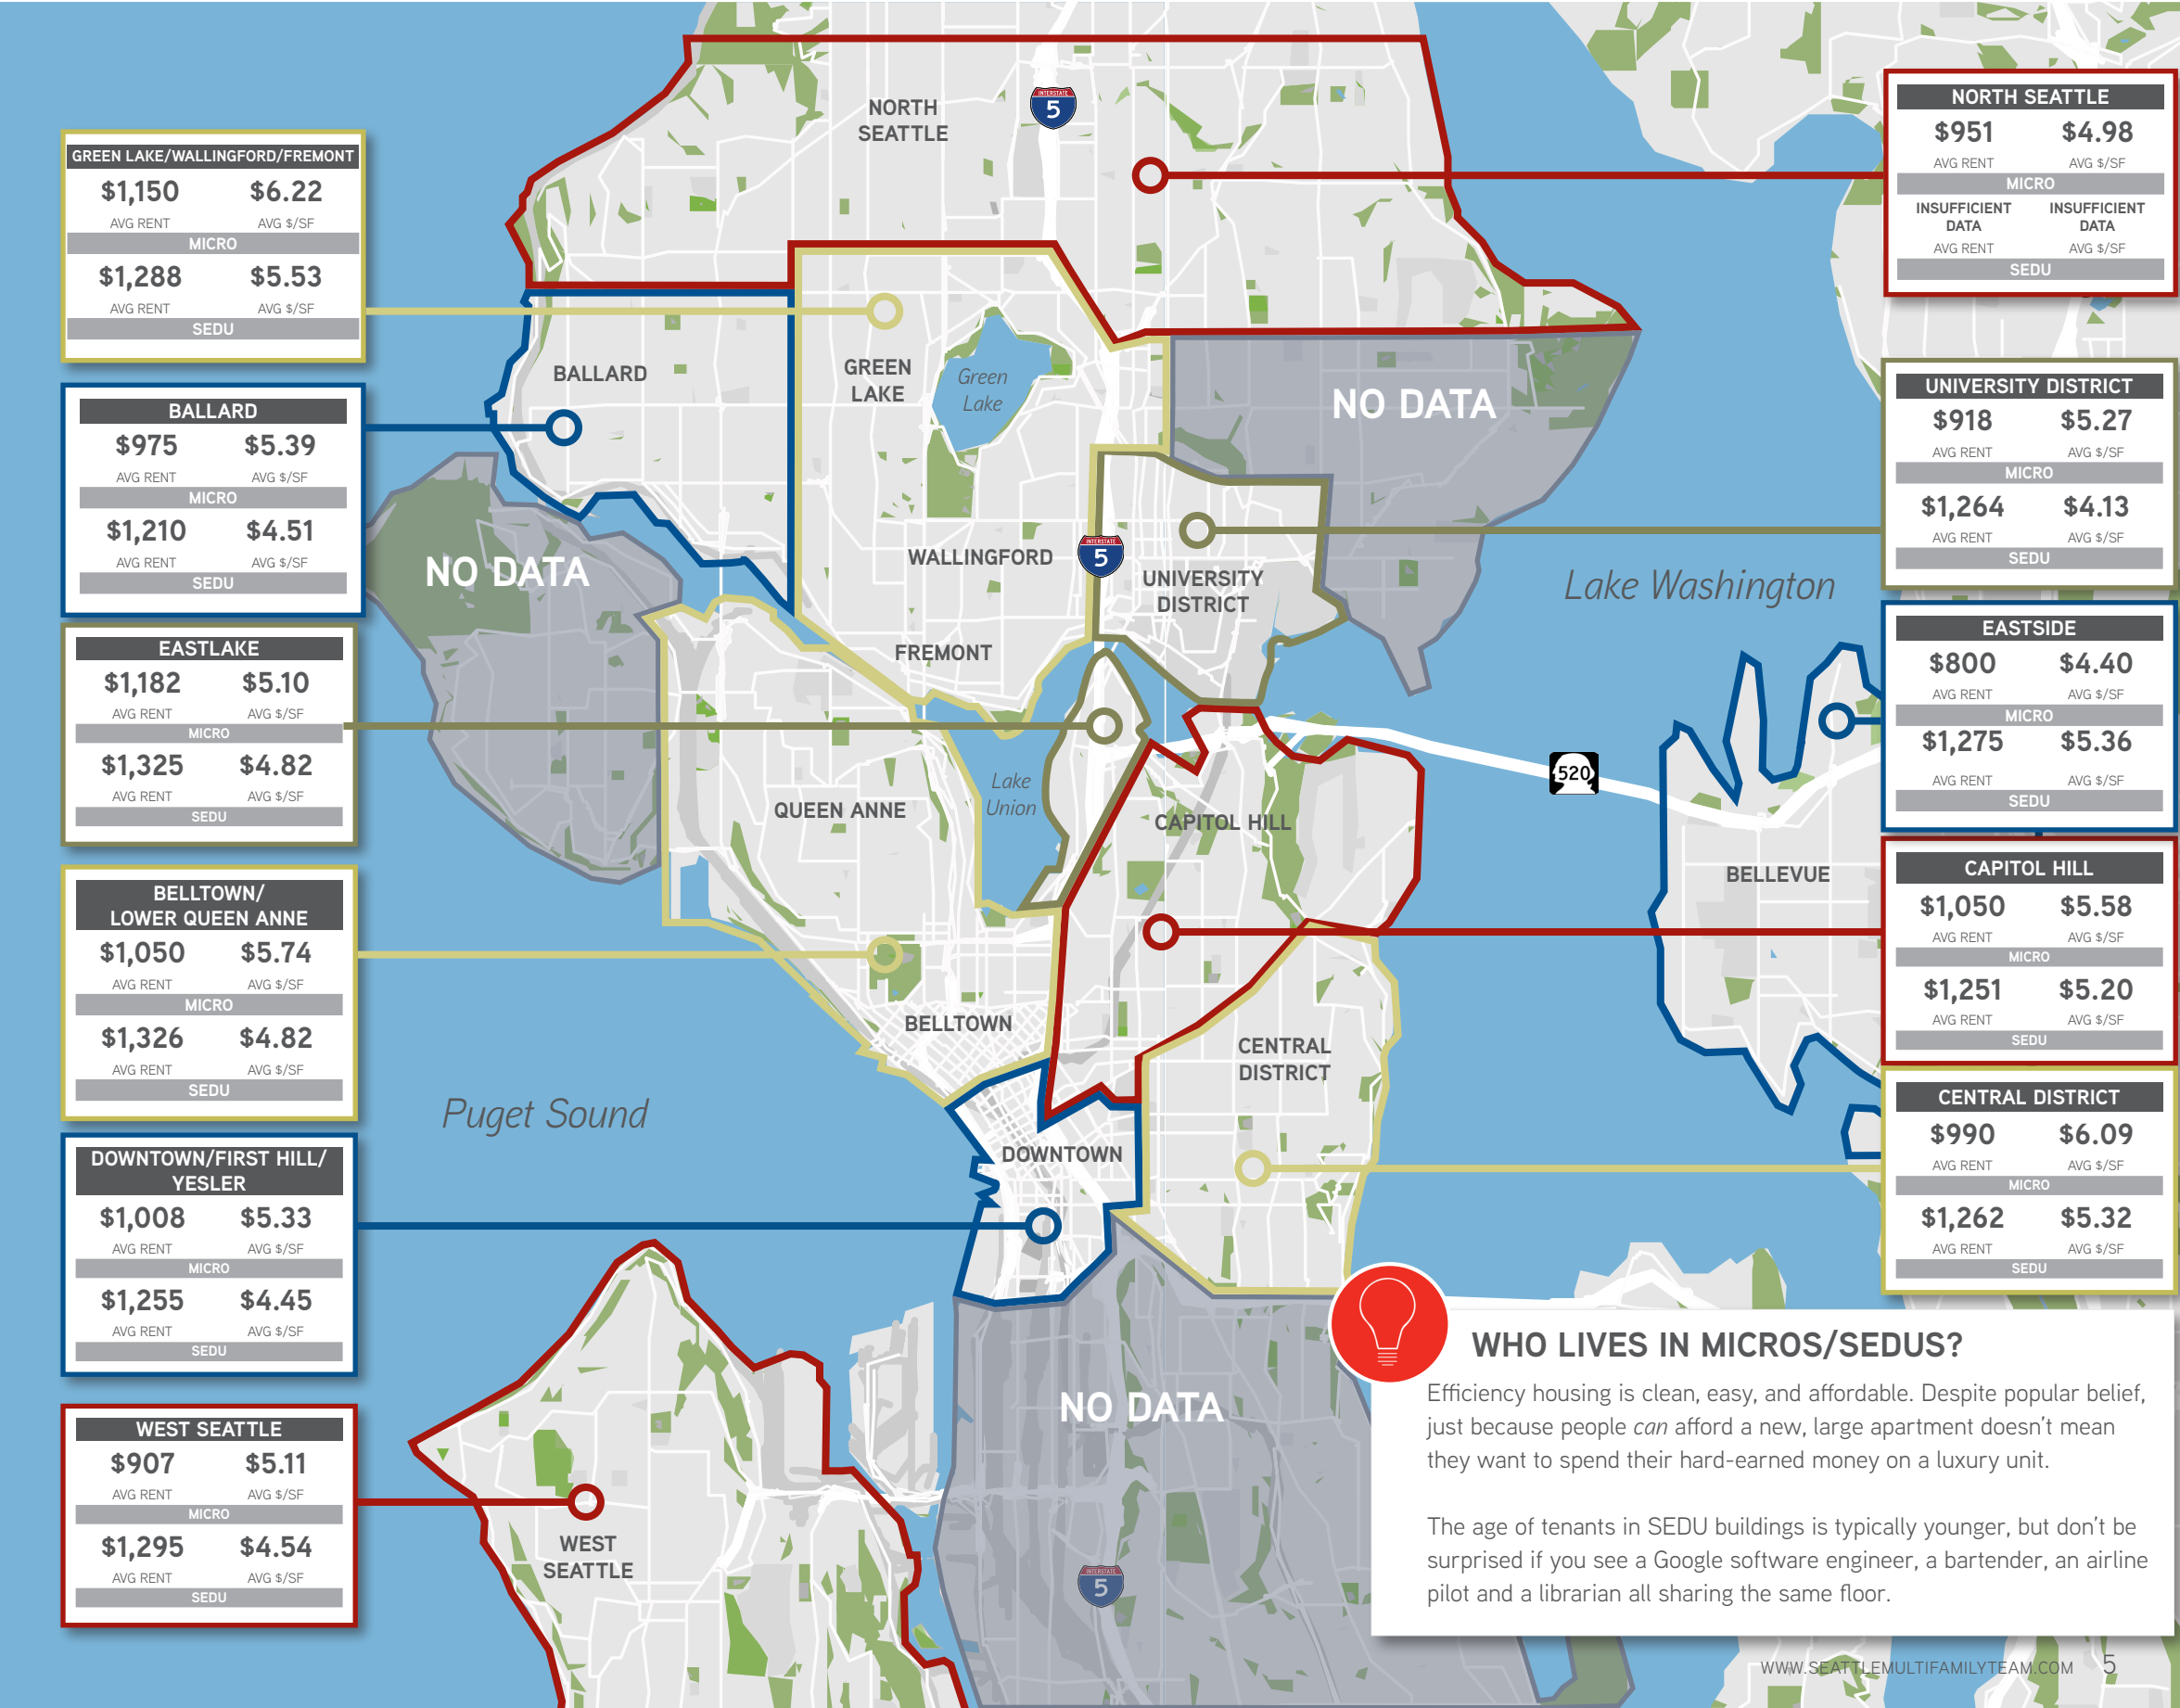 GREEN LAKE/WALLINGFORD/FREMONT
$1,150 $6.22
AVG RENT AVG $/SF
MICRO
$1,288 $5.53
AVG RENT AVG $/SF
SEDU
BALLARD
$975 $5.39
AVG RENT AVG $/SF
MICRO
$1,210 $4.51
AVG RENT AVG $/SF
SEDU
EASTLAKE
$1,182 $5.10
AVG RENT AVG $/SF
MICRO
$1,325 $4.82
AVG RENT AVG $/SF
SEDU
BELLTOWN/
LOWER QUEEN ANNE
$1,050 $5.74
AVG RENT AVG $/SF
MICRO
$1,326 $4.82
AVG RENT AVG $/SF
SEDU
DOWNTOWN/FIRST HILL/
YESLER
$1,008 $5.33
AVG RENT AVG $/SF
MICRO
$1,255 $4.45
AVG RENT AVG $/SF
SEDU
WEST SEATTLE
$907 $5.11
AVG RENT AVG $/SF
MICRO
$1,295 $4.54
AVG RENT AVG $/SF
SEDU
NORTH
SEATTLE
INTERSTATE
5
BALLARD
GREEN
LAKE
Green
Lake
NO DATA
NO DATA
WALLINGFORD
INTERSTATE
5
UNIVERSITY
DISTRICT
FREMONT
Lake Washington
QUEEN ANNE
Lake
Union
CAPITOL HILL
520
BELLEVUE
BELLTOWN
CENTRAL
DISTRICT
Puget Sound
DOWNTOWN
NO DATA
WEST
SEATTLE
INTERSTATE
5
NORTH SEATTLE
$951 $4.98
AVG RENT AVG $/SF
MICRO
INSUFFICIENT INSUFFICIENT
DATA DATA
AVG RENT AVG $/SF
SEDU
UNIVERSITY DISTRICT
$918 $5.27
AVG RENT AVG $/SF
MICRO
$1,264 $4.13
AVG RENT AVG $/SF
SEDU
EASTSIDE
$800 $4.40
AVG RENT AVG $/SF
MICRO
$1,275 $5.36
AVG RENT AVG $/SF
SEDU
CAPITOL HILL
$1,050 $5.58
AVG RENT AVG $/SF
MICRO
$1,251 $5.20
AVG RENT AVG $/SF
SEDU
CENTRAL DISTRICT
$990 $6.09
AVG RENT AVG $/SF
MICRO
$1,262 $5.32
AVG RENT AVG $/SF
SEDU
WHO LIVES IN MICROS/SEDUS?
Efficiency housing is clean, easy, and affordable. Despite popular belief,
just because people can afford a new, large apartment doesn't mean
they want to spend their hard-earned money on a luxury unit.
The age of tenants in SEDU buildings is typically younger, but don't be
surprised if you see a Google software engineer, a bartender, an airline
pilot and a librarian all sharing the same floor.
WWW.SEATTLEMULTIFAMILYTEAM.COM 5